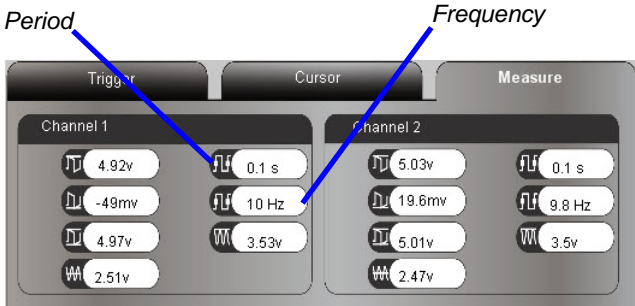 Period
Frequency
Trigger
Cursor
Measure
Channel 1
Channel 2
4.92v
0.1 s
5.03v
0.1 s
-49mv
10 Hz
19.6mv
9.8 Hz
4.97v
3.53v
5.01v
3.5v
2.51v
2.47v